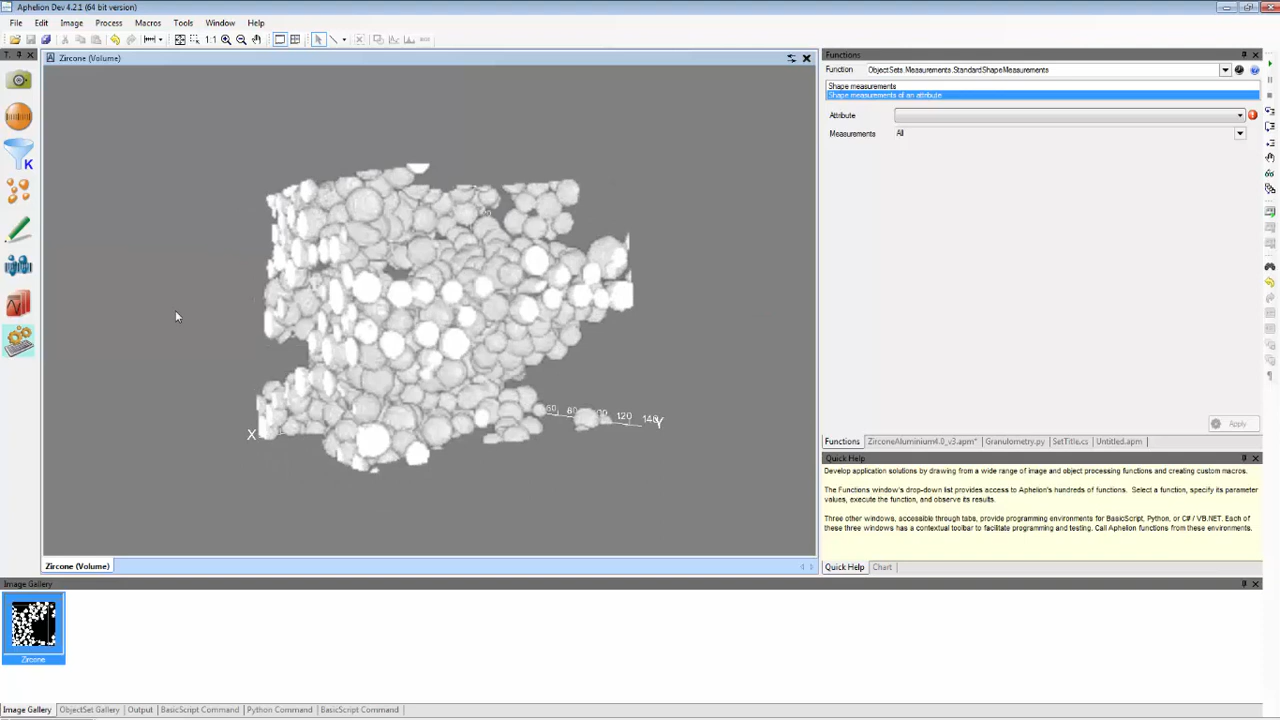 Aphelion Dev 4.2.1 (64 bit version)
File Edit Image Process Macros Tools Window Help
1:1
T.
Zircone (Volume)
Functions
Function ObjectSets.Measurements.StandardShapeMeasurements
Shape measurements
Shape measurements of an attribute
Attribute
Measurements All
K
X
60 80 100 120 140 Y
Apply
Functions ZirconeAluminium4.0_v3.apm* Granulometry.py SetTitle.cs Untitled.apm
Quick Help
Develop application solutions by drawing from a wide range of image and object processing functions and creating custom macros.
The Functions window's drop-down list provides access to Aphelion's hundreds of functions. Select a function, specify its parameter
values, execute the function, and observe its results.
Three other windows, accessible through tabs, provide programming environments for BasicScript, Python, or C# / VB.NET. Each of
these three windows has a contextual toolbar to facilitate programming and testing. Call Aphelion functions from these environments.
Zircone (Volume)
Quick Help Chart
Image Gallery
Zircone
Image Gallery ObjectSet Gallery Output BasicScript Command Python Command BasicScript Command